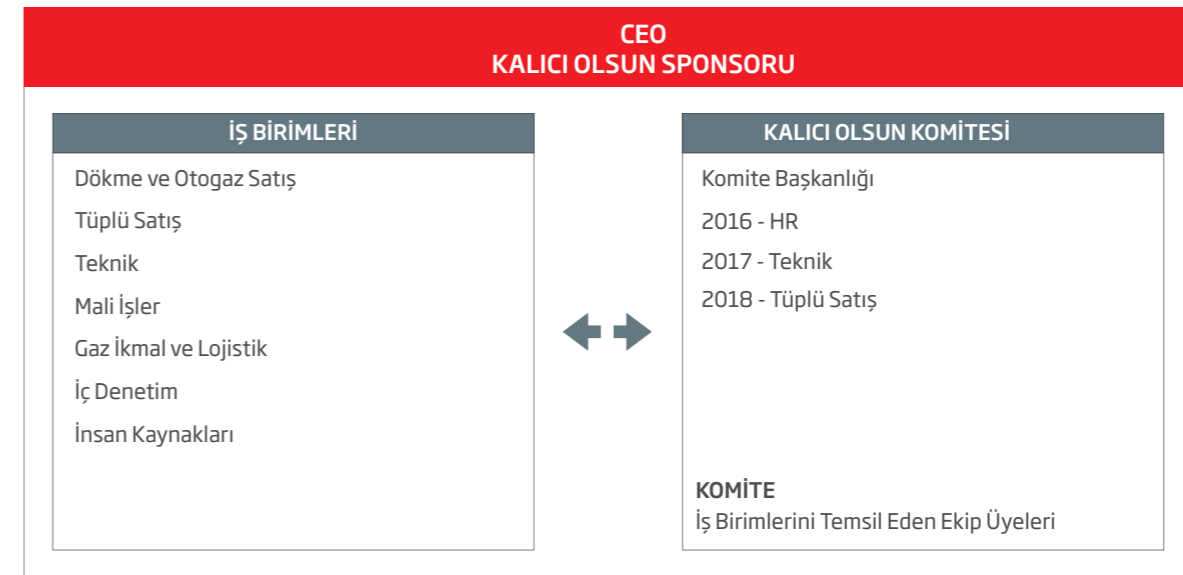 CEO
KALICI OLSUN SPONSORU
İŞ BİRİMLERİ
Dökme ve Otogaz Satış
Tüplü Satış
Teknik
Mali İşler
Gaz İkmal ve Lojistik
İç Denetim
İnsan Kaynakları
KALICI OLSUN KOMİTESİ
Komite Başkanlığı
2016 - HR
2017 - Teknik
2018 - Tüplü Satış
KOMİTE
İş Birimlerini Temsil Eden Ekip Üyeleri